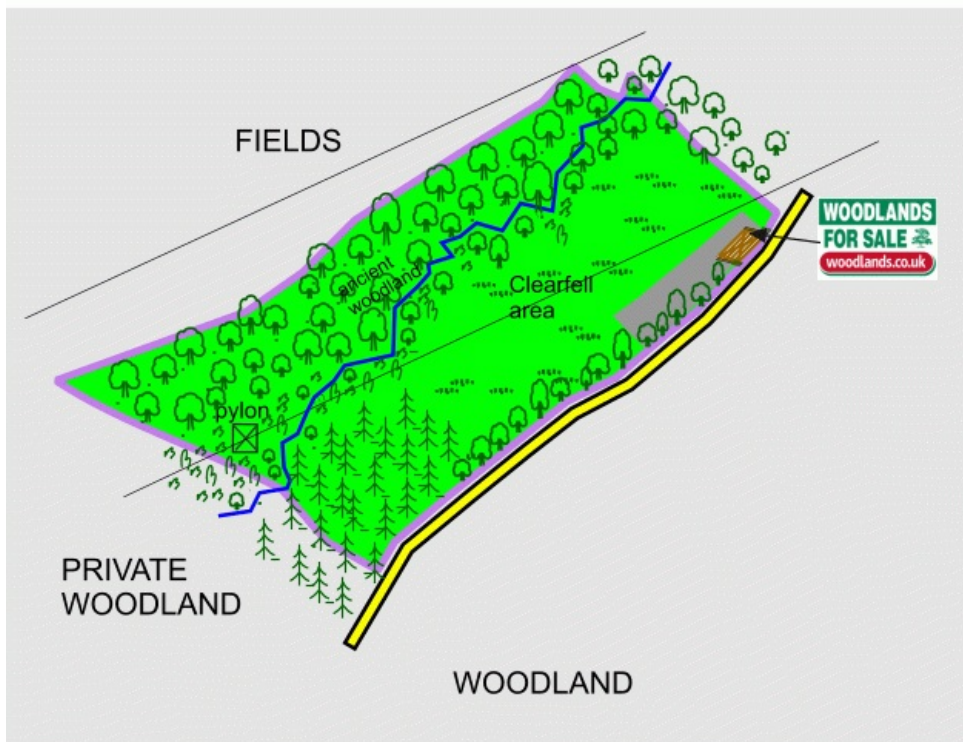 FIELDS
WOODLANDS
FOR SALE
woodlands.co.uk
ancient
woodland
Clearfell
area
pylon
PRIVATE
WOODLAND
WOODLAND